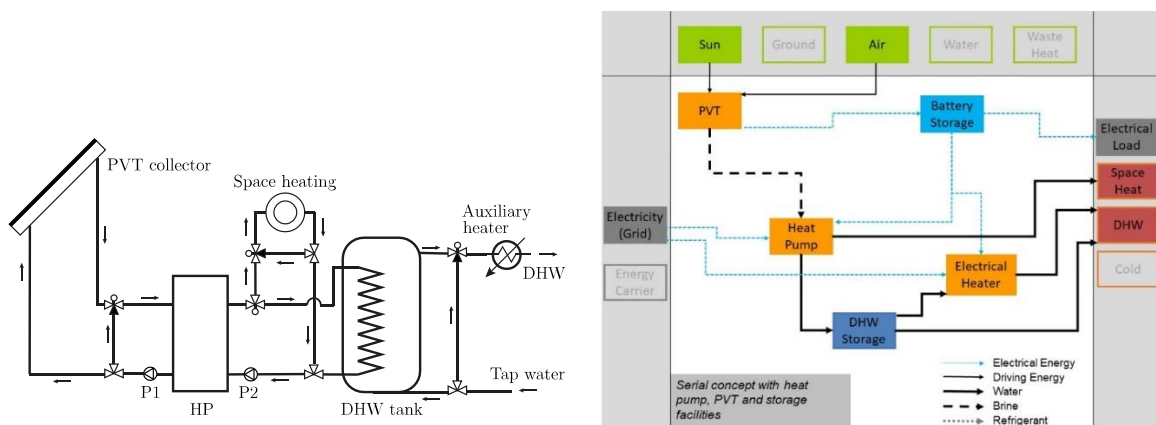 PVT collector
Space heating
Auxiliary
heater
DHW
P1
P2
HP
DHW tank
Tap water
Sun
Ground
Air
Water
Waste
Heat
PVT
Battery
Storage
Electrical
Load
Space
Heat
DHW
Cold
Electricity
(Grid)
Energy
Carrier
Heat
Pump
Electrical
Heater
DHW
Storage
Serial concept with heat
pump, PVT and storage
facilities
Electrical Energy
Driving Energy
Water
Brine
Refrigerant